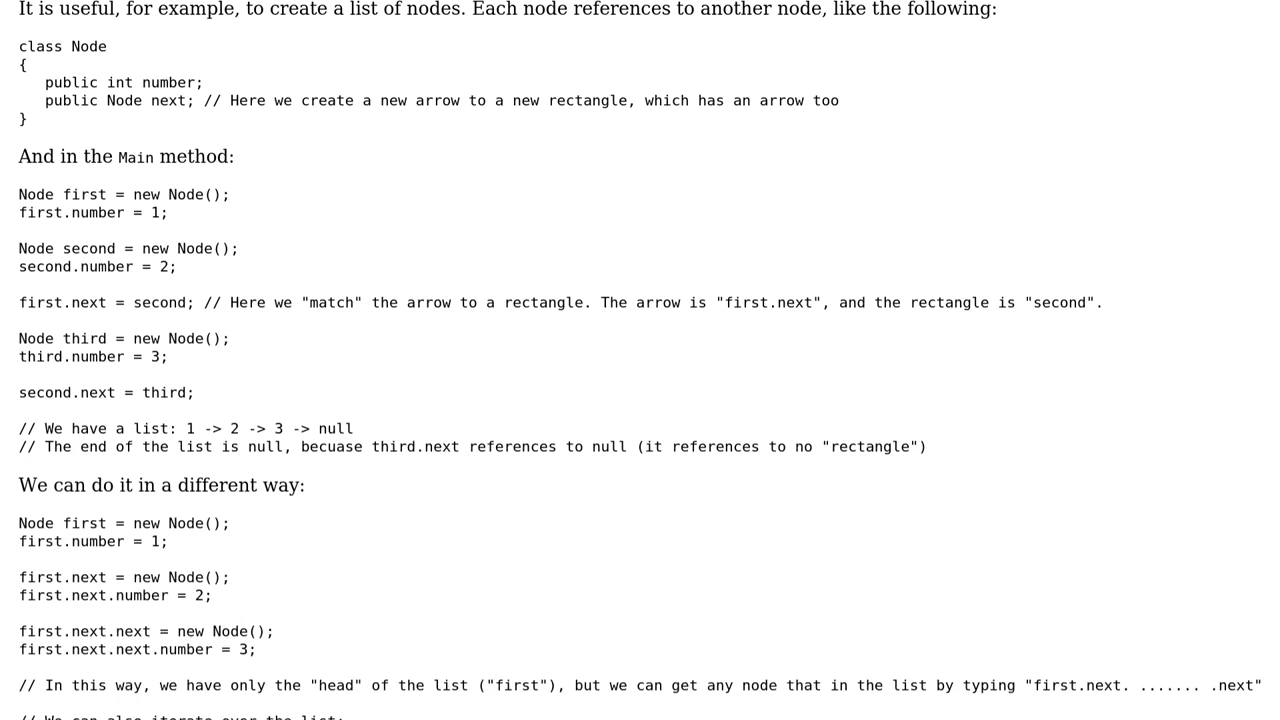 It is useful, for example, to create a list of nodes. Each node references to another node, like the following:
class Node
{
public int number;
public Node next; // Here we create a new arrow to a new rectangle, which has an arrow too
}
And in the Main method:
Node first = new Node();
first.number = 1;
Node second = new Node();
second.number = 2;
first.next = second; // Here we "match" the arrow to a rectangle. The arrow is "first.next", and the rectangle is "second".
Node third = new Node();
third.number = 3;
second.next = third;
// We have a list: 1 -> 2 -> 3 -> null
// The end of the list is null, becuase third.next references to null (it references to no "rectangle")
We can do it in a different way:
Node first = new Node();
first.number = 1;
first.next = new Node();
first.next.number = 2;
first.next.next = new Node();
first.next.next.number = 3;
// In this way, we have only the "head" of the list ("first"), but we can get any node that in the list by typing "first.next. ....... .next"
// We can also iterate over the list: